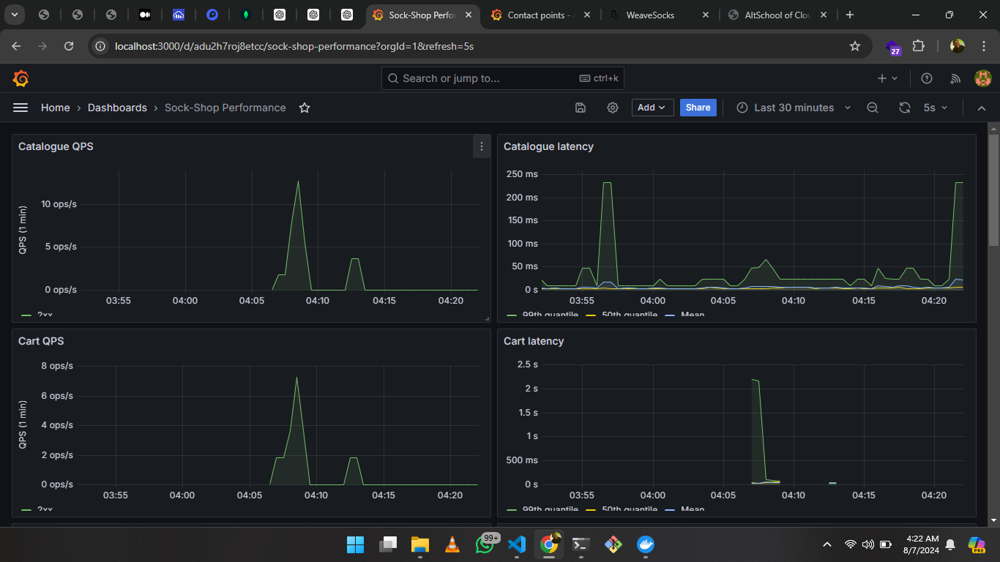 Sock-Shop Perfo
Contact points - A
WeaveSocks
AltSchool of Clou
localhost:3000/d/adu2h7roj8etcc/sock-shop-performance?orgId=1&refresh=5s
27
Search or jump to...
ctrl+k
Home › Dashboards › Sock-Shop Performance
Add
Share
Last 30 minutes
5s
Catalogue QPS
QPS (1 min)
10 ops/s
5 ops/s
0 ops/s
03:55 04:00 04:05 04:10 04:15 04:20
2xx
Catalogue latency
250 ms
200 ms
150 ms
100 ms
50 ms
0 s
03:55 04:00 04:05 04:10 04:15 04:20
99th quantile 50th quantile Mean
Cart QPS
QPS (1 min)
8 ops/s
6 ops/s
4 ops/s
2 ops/s
0 ops/s
03:55 04:00 04:05 04:10 04:15 04:20
2xx
Cart latency
2.5 s
2 s
1.5 s
1 s
500 ms
0 s
03:55 04:00 04:05 04:10 04:15 04:20
99th quantile 50th quantile Mean
99+
4:22 AM
8/7/2024
PRE